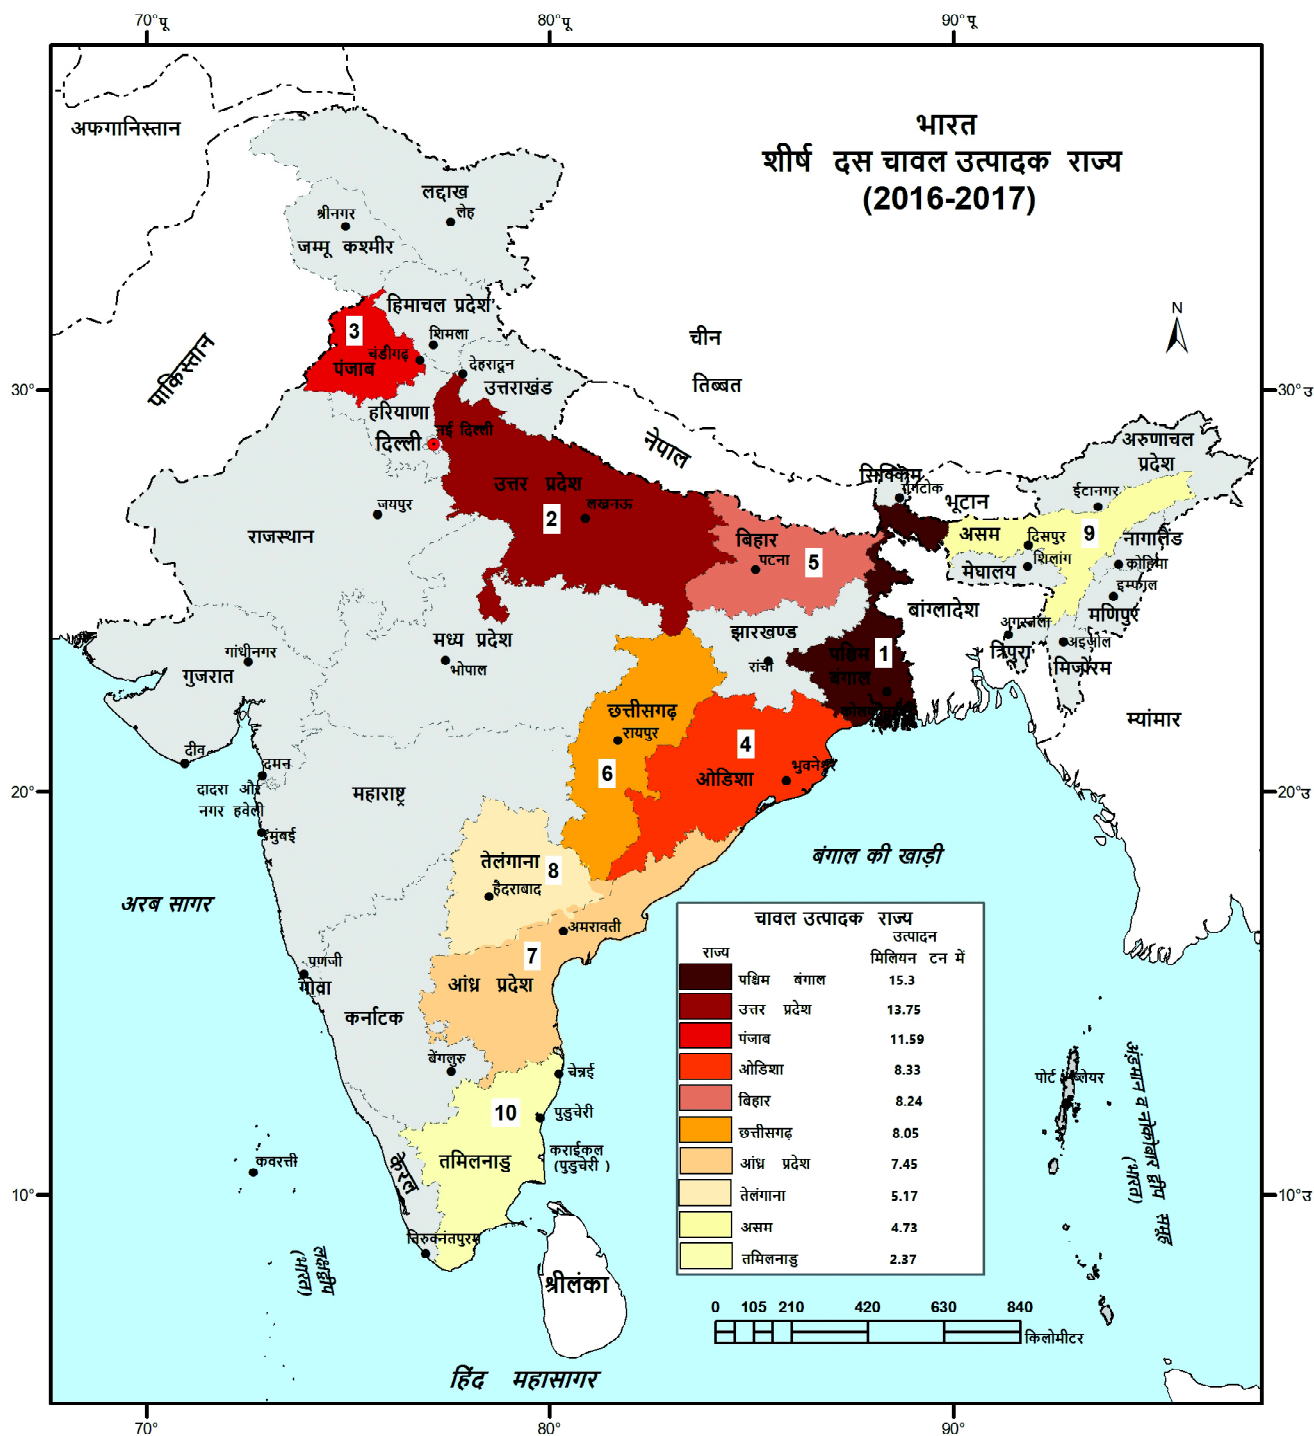 70°पू
80°पू
90°पू
भारत
शीर्ष दस चावल उत्पादक राज्य
(2016-2017)
अफगानिस्तान
लद्दाख
लेह
श्रीनगर
जम्मू कश्मीर
N
हिमाचल प्रदेश
3
शिमला
चंडीगढ़
पंजाब
देहरादून
उत्तराखंड
चीन
तिब्बत
पाकिस्तान
30°
30°उ
हरियाणा
दिल्ली
नई दिल्ली
नेपाल
अरुणाचल
प्रदेश
सिक्किम
गंगटोक
भूटान
ईटानगर
उत्तर प्रदेश
लखनऊ
2
जयपुर
राजस्थान
बिहार
पटना
5
असम
दिसपुर
9
नागालैंड
मेघालय
शिलांग
कोहिमा
इम्फाल
बांग्लादेश
मणिपुर
अगरतला
त्रिपुरा
अइजोल
मिजोरम
झारखण्ड
रांची
मध्य प्रदेश
भोपाल
गांधीनगर
गुजरात
1
पश्चिम
बंगाल
छत्तीसगढ़
रायपुर
म्यांमार
4
6
ओडिशा
भुवनेश्वर
दीव
दमन
दादरा और
नगर हवेली
मुंबई
महाराष्ट्र
20°
20°उ
तेलंगाना
8
हैदराबाद
बंगाल की खाड़ी
अरब सागर
अमरावती
7
आंध्र प्रदेश
पणजी
गोवा
कर्नाटक
बेंगलुरु
चेन्नई
10
पुडुचेरी
कराईकल
(पुडुचेरी )
तमिलनाडु
केरल
कवरत्ती
तिरुवनंतपुरम
लक्षद्वीप
(भारत)
श्रीलंका
हिंद महासागर
10°
10°उ
पोर्ट ब्लेयर
अंडमान व नीकोबार द्वीप समूह
(भारत)
चावल उत्पादक राज्य
राज्य
उत्पादन
मिलियन टन में
पश्चिम बंगाल 15.3
उत्तर प्रदेश 13.75
पंजाब 11.59
ओडिशा 8.33
बिहार 8.24
छत्तीसगढ़ 8.05
आंध्र प्रदेश 7.45
तेलंगाना 5.17
असम 4.73
तमिलनाडु 2.37
0 105 210 420 630 840
किलोमीटर
70°
80°
90°